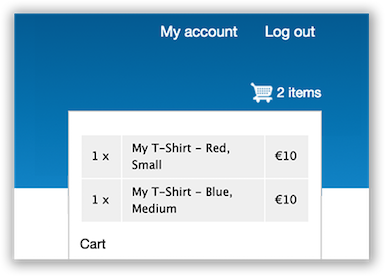 My account Log out
2 items
1 x My T-Shirt – Red, €10
Small
1 x My T-Shirt – Blue, €10
Medium
Cart